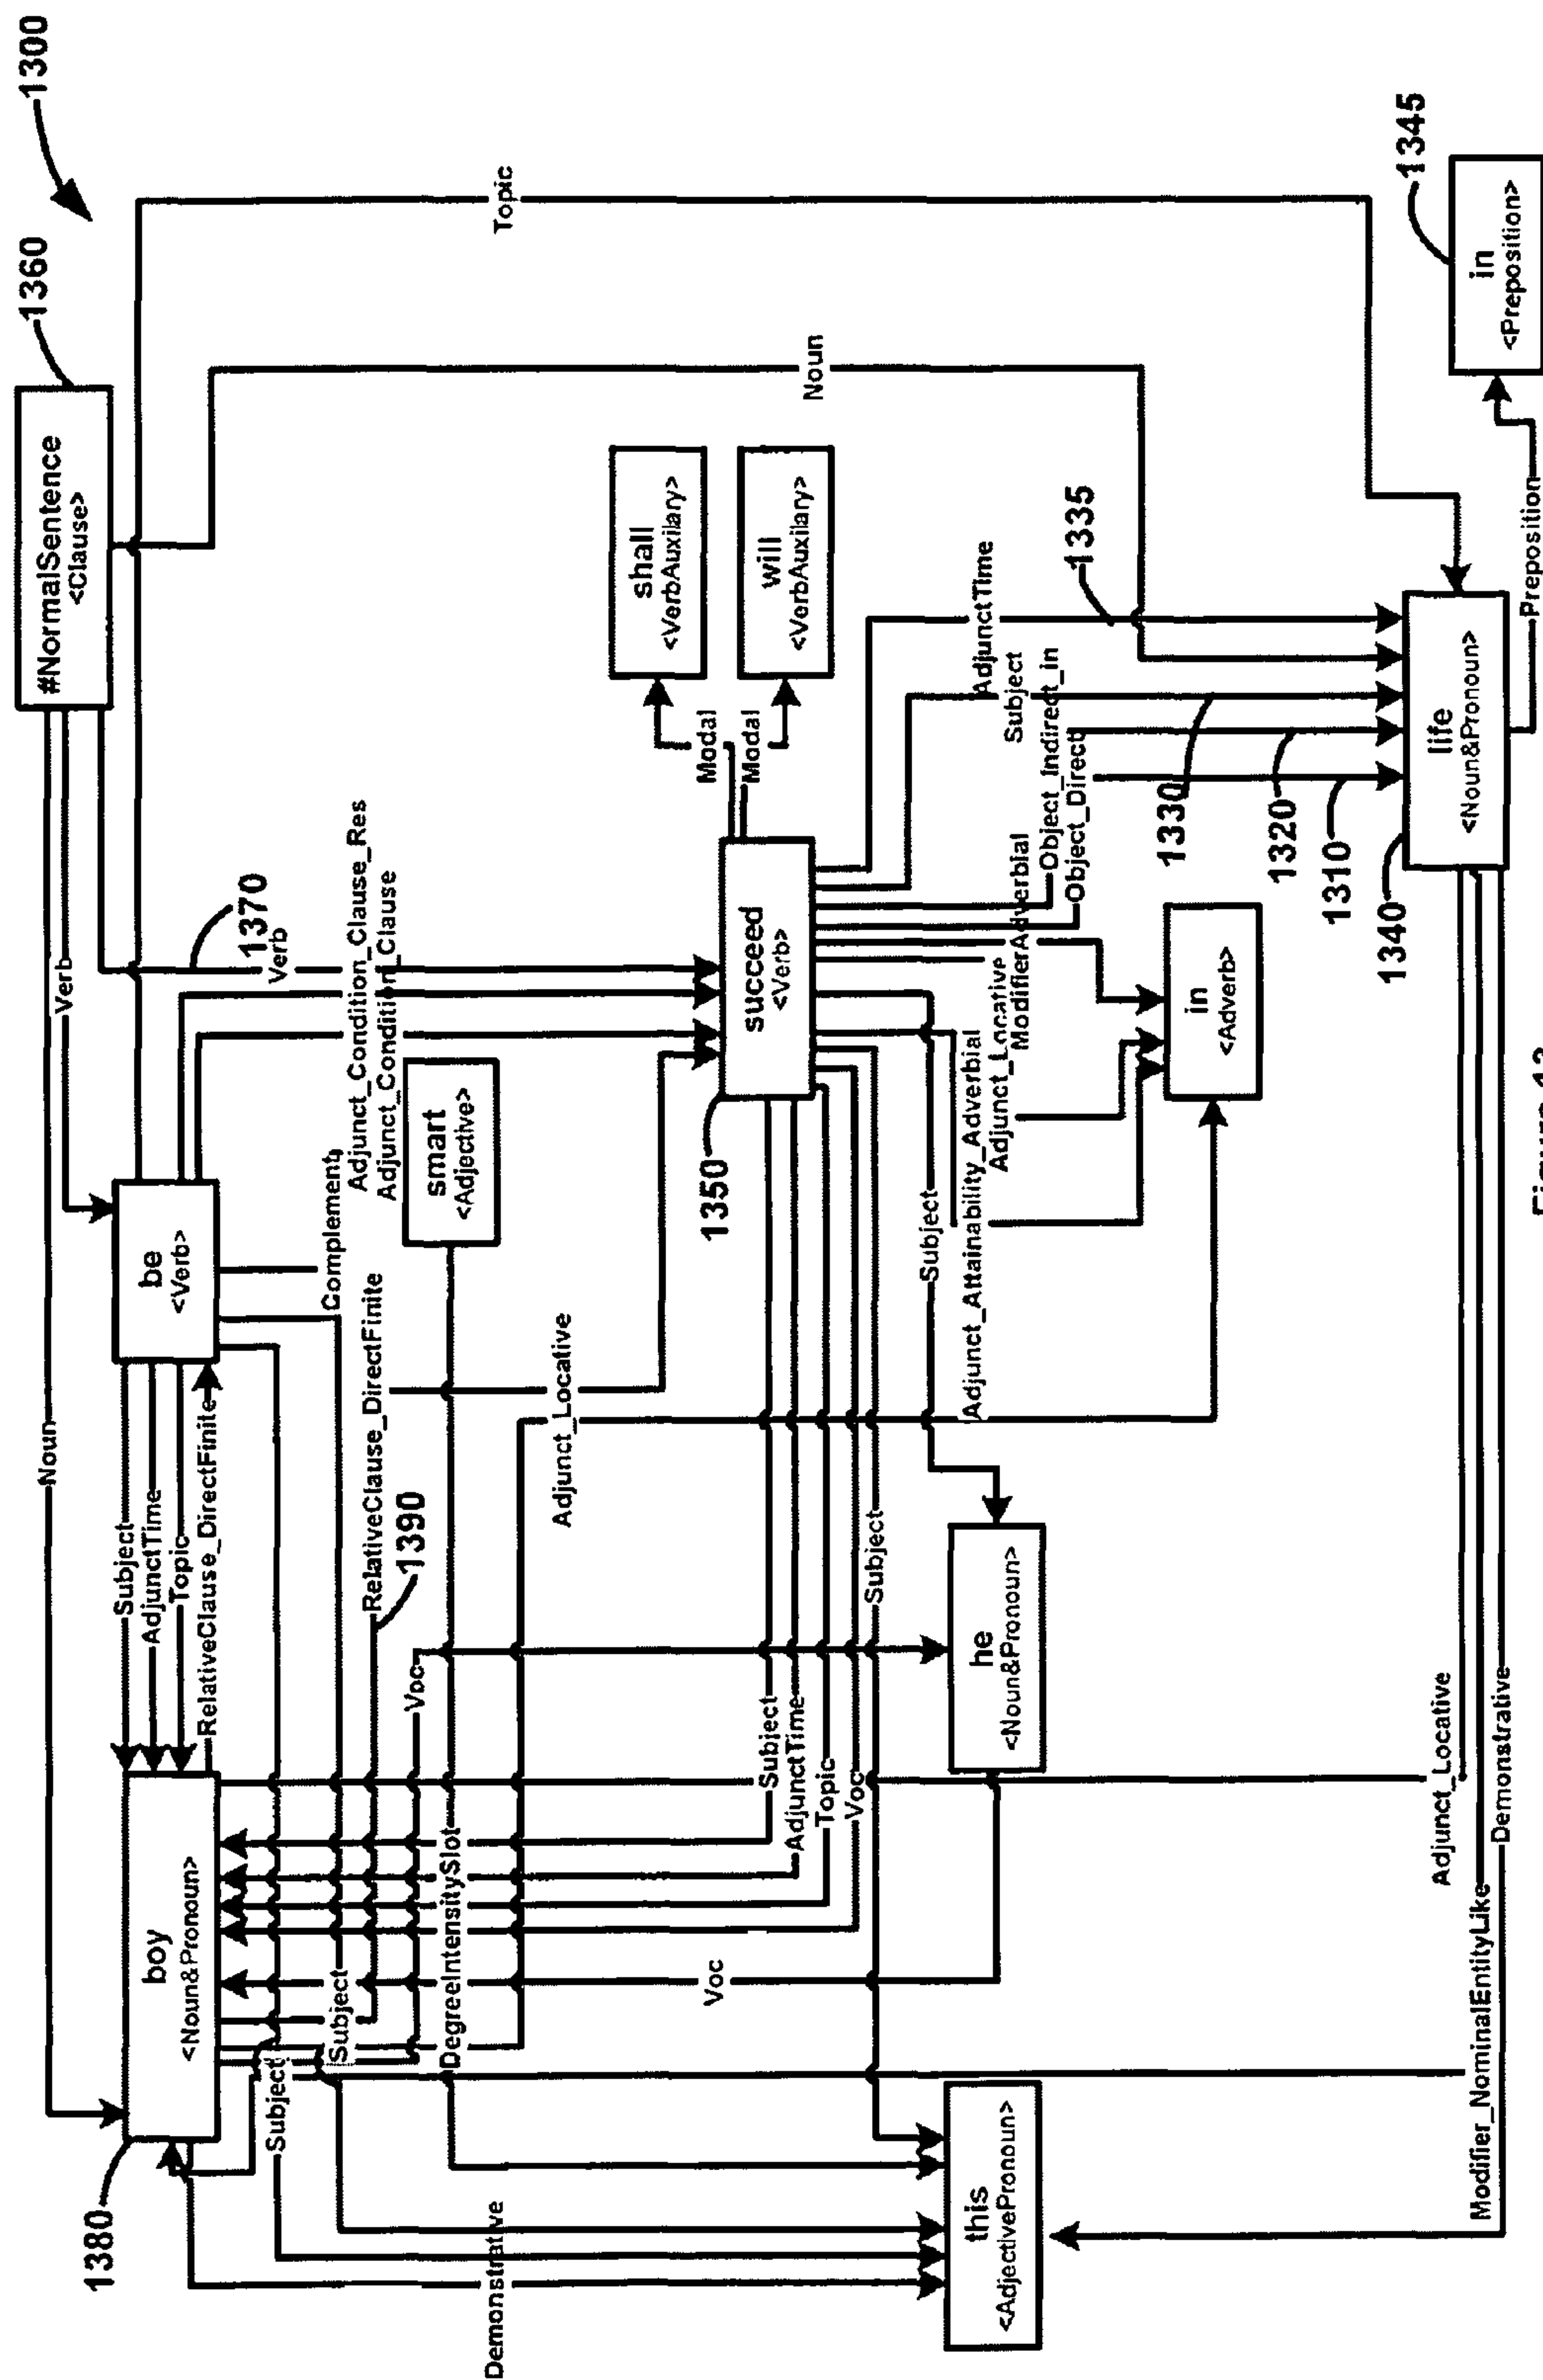 1300
1360
#NormalSentence
<Clause>
Noun
Verb
1370
Verb
Topic
Noun
be
<Verb>
Subject
AdjunctTime
Topic
RelativeClause_DirectFinite
boy
<Noun&Pronoun>
1380
Complement
Adjunct_Condition_Clause_Res
Adjunct_Condition_Clause
smart
<Adjective>
RelativeClause_DirectFinite
1390
Adjunct_Locative
Voc
Subject
Subject
DegreeIntensitySlot
Demonstrative
shall
<VerbAuxilary>
will
<VerbAuxilary>
Modal
Modal
succeed
<Verb>
1350
Subject
AdjunctTime
Topic
Voc
Subject
Voc
Subject
Adjunct_Attainability_Adverbial
Adjunct_Locative
ModifierAdverbial
Object_Indirect_in
Object_Direct
Subject
AdjunctTime
1335
1330
1320
1310
1340
he
<Noun&Pronoun>
this
<AdjectivePronoun>
in
<Adverb>
life
<Noun&Pronoun>
Preposition
in
<Preposition>
1345
Adjunct_Locative
Modifier_NominalEntityLike
Demonstrative